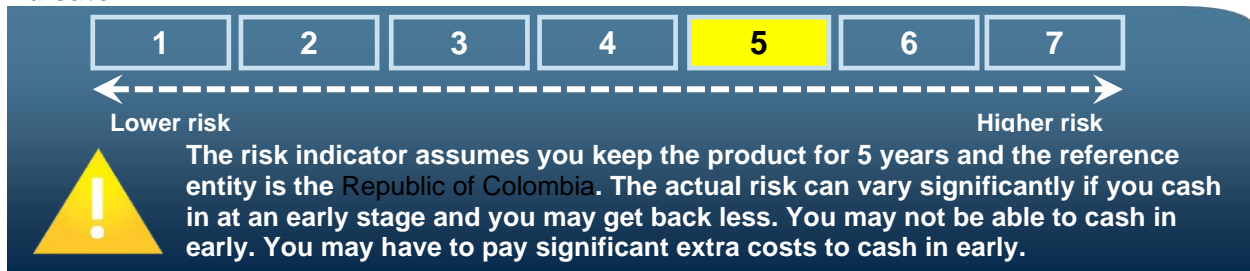 1 2 3 4 5 6 7
Lower risk Higher risk
The risk indicator assumes you keep the product for 5 years and the reference
entity is the Republic of Colombia. The actual risk can vary significantly if you cash
in at an early stage and you may get back less. You may not be able to cash in
early. You may have to pay significant extra costs to cash in early.